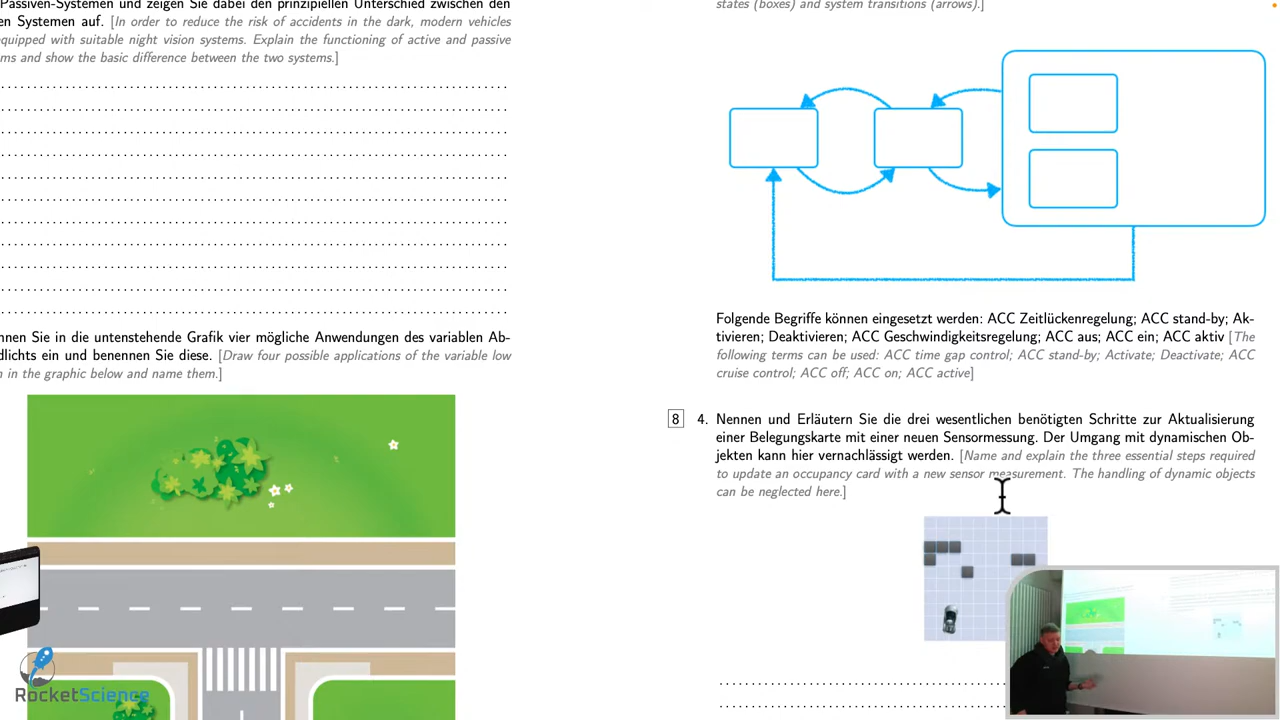 Passiven-Systemen und zeigen Sie dabei den prinzipiellen Unterschied zwischen den
en Systemen auf. [In order to reduce the risk of accidents in the dark, modern vehicles
equipped with suitable night vision systems. Explain the functioning of active and passive
ms and show the basic difference between the two systems.]
nnen Sie in die untenstehende Grafik vier mögliche Anwendungen des variablen Ab-
dlichts ein und benennen Sie diese. [Draw four possible applications of the variable low
n in the graphic below and name them.]
RocketScience
states (boxes) and system transitions (arrows).]
Folgende Begriffe können eingesetzt werden: ACC Zeitlückenregelung; ACC stand-by; Ak-
tivieren; Deaktivieren; ACC Geschwindigkeitsregelung; ACC aus; ACC ein; ACC aktiv [The
following terms can be used: ACC time gap control; ACC stand-by; Activate; Deactivate; ACC
cruise control; ACC off; ACC on; ACC active]
8 4. Nennen und Erläutern Sie die drei wesentlichen benötigten Schritte zur Aktualisierung
einer Belegungskarte mit einer neuen Sensormessung. Der Umgang mit dynamischen Ob-
jekten kann hier vernachlässigt werden. [Name and explain the three essential steps required
to update an occupancy card with a new sensor measurement. The handling of dynamic objects
can be neglected here.]